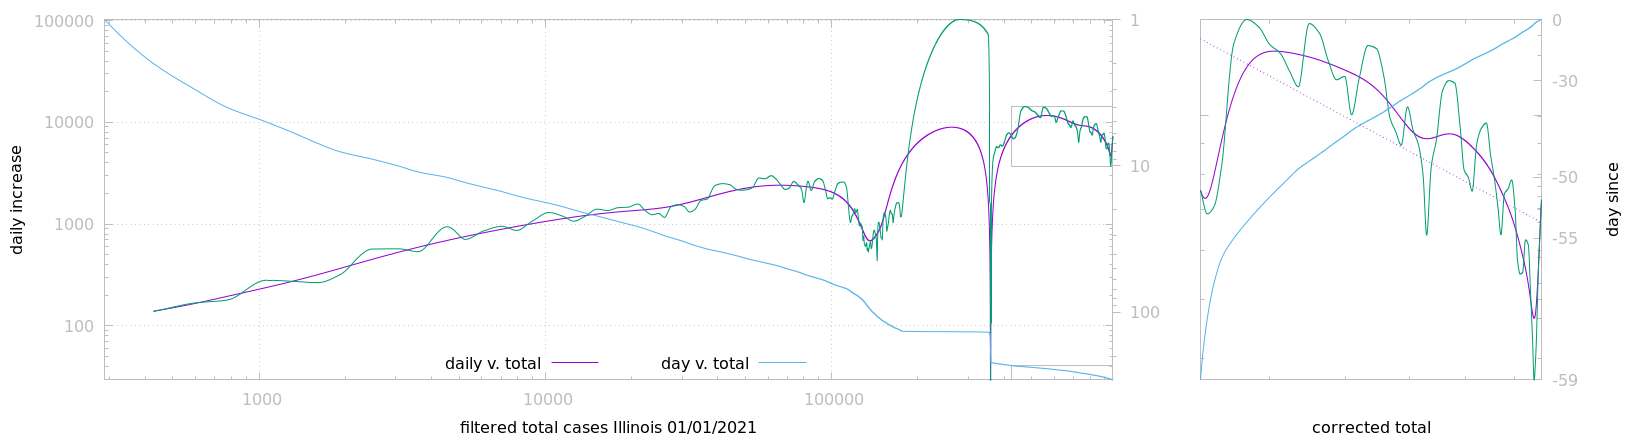 100000
10000
1000
100
daily increase
1
10
100
daily v. total
day v. total
1000
10000
100000
filtered total cases Illinois 01/01/2021
0
-30
-50
-55
-59
day since
corrected total